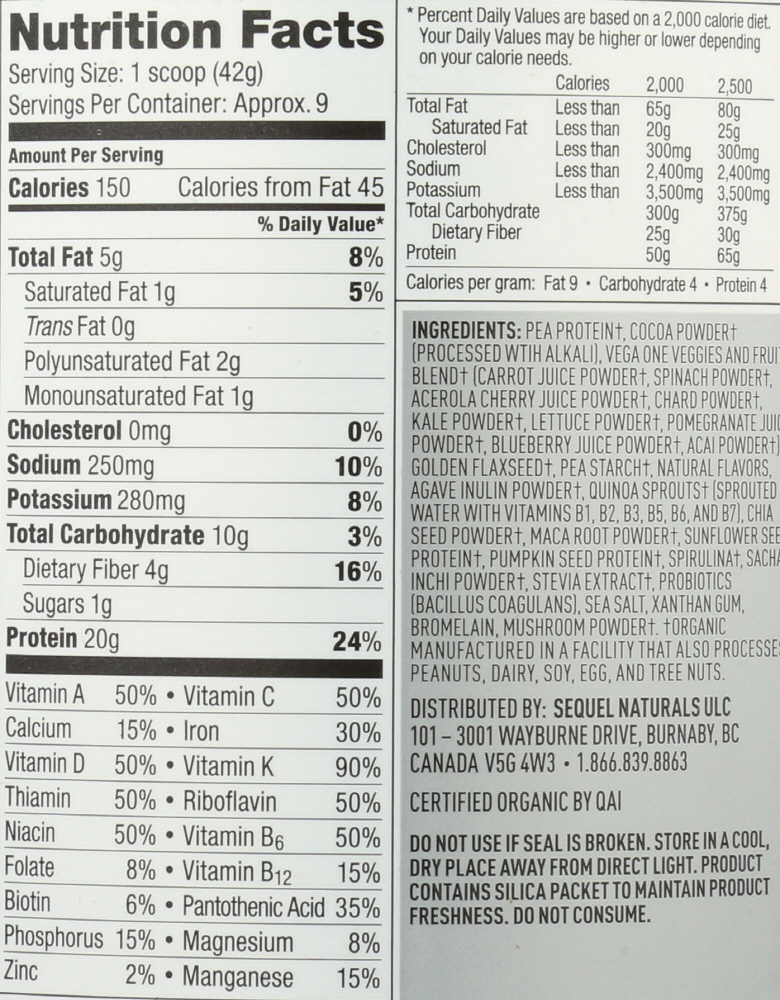 Nutrition Facts
Serving Size: 1 scoop (42g)
Servings Per Container: Approx. 9
Amount Per Serving
Calories 150 Calories from Fat 45
% Daily Value*
Total Fat 5g 8%
Saturated Fat 1g 5%
Trans Fat 0g
Polyunsaturated Fat 2g
Monounsaturated Fat 1g
Cholesterol 0mg 0%
Sodium 250mg 10%
Potassium 280mg 8%
Total Carbohydrate 10g 3%
Dietary Fiber 4g 16%
Sugars 1g
Protein 20g 24%
Vitamin A 50% • Vitamin C 50%
Calcium 15% • Iron 30%
Vitamin D 50% • Vitamin K 90%
Thiamin 50% • Riboflavin 50%
Niacin 50% • Vitamin B6 50%
Folate 8% • Vitamin B12 15%
Biotin 6% • Pantothenic Acid 35%
Phosphorus 15% • Magnesium 8%
Zinc 2% • Manganese 15%
* Percent Daily Values are based on a 2,000 calorie diet.
Your Daily Values may be higher or lower depending
on your calorie needs.
Calories 2,000 2,500
Total Fat Less than 65g 80g
Saturated Fat Less than 20g 25g
Cholesterol Less than 300mg 300mg
Sodium Less than 2,400mg 2,400mg
Potassium Less than 3,500mg 3,500mg
Total Carbohydrate 300g 375g
Dietary Fiber 25g 30g
Protein 50g 65g
Calories per gram: Fat 9 • Carbohydrate 4 • Protein 4
INGREDIENTS: PEA PROTEIN†, COCOA POWDER†
(PROCESSED WTIH ALKALI), VEGA ONE VEGGIES AND FRUI
BLEND† (CARROT JUICE POWDER†, SPINACH POWDER†,
ACEROLA CHERRY JUICE POWDER†, CHARD POWDER†,
KALE POWDER†, LETTUCE POWDER†, POMEGRANATE JUIC
POWDER†, BLUEBERRY JUICE POWDER†, ACAI POWDER†)
GOLDEN FLAXSEED†, PEA STARCH†, NATURAL FLAVORS,
AGAVE INULIN POWDER†, QUINOA SPROUTS† (SPROUTED
WATER WITH VITAMINS B1, B2, B3, B5, B6, AND B7), CHIA
SEED POWDER†, MACA ROOT POWDER†, SUNFLOWER SEE
PROTEIN†, PUMPKIN SEED PROTEIN†, SPIRULINA†, SACHA
INCHI POWDER†, STEVIA EXTRACT†, PROBIOTICS
(BACILLUS COAGULANS), SEA SALT, XANTHAN GUM,
BROMELAIN, MUSHROOM POWDER†. †ORGANIC
MANUFACTURED IN A FACILITY THAT ALSO PROCESSES
PEANUTS, DAIRY, SOY, EGG, AND TREE NUTS.
DISTRIBUTED BY: SEQUEL NATURALS ULC
101 – 3001 WAYBURNE DRIVE, BURNABY, BC
CANADA V5G 4W3 • 1.866.839.8863
CERTIFIED ORGANIC BY QAI
DO NOT USE IF SEAL IS BROKEN. STORE IN A COOL,
DRY PLACE AWAY FROM DIRECT LIGHT. PRODUCT
CONTAINS SILICA PACKET TO MAINTAIN PRODUCT
FRESHNESS. DO NOT CONSUME.